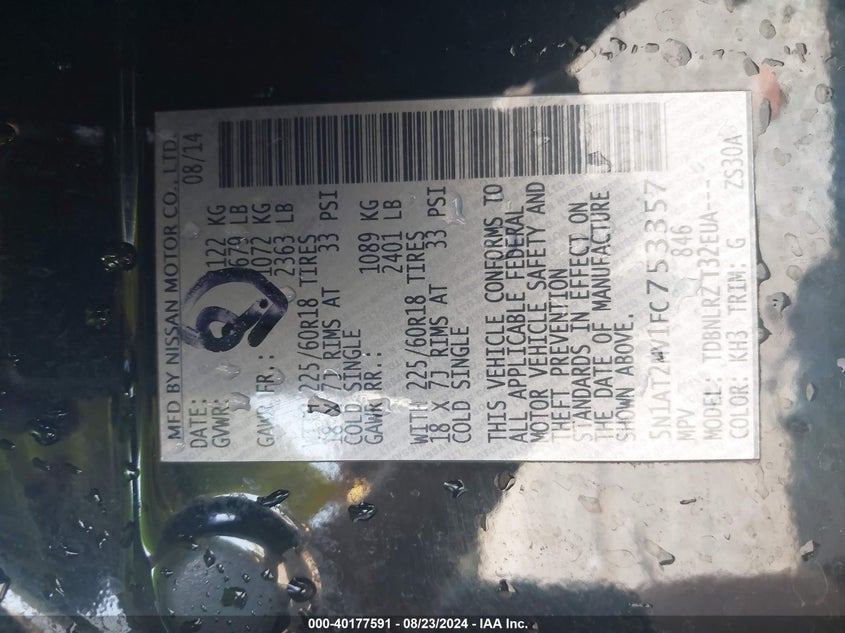 MFD BY NISSAN MOTOR CO., LTD.
DATE: 08/14
GVWR: KG
LB
GAWR FR.: 1072 KG
2363 LB
WITH 225/60R18 TIRES
18 X 7J RIMS AT 33 PSI
COLD SINGLE
GAWR RR.: 1089 KG
2401 LB
WITH 225/60R18 TIRES
18 X 7J RIMS AT 33 PSI
COLD SINGLE
THIS VEHICLE CONFORMS TO
ALL APPLICABLE FEDERAL
MOTOR VEHICLE SAFETY AND
THEFT PREVENTION
STANDARDS IN EFFECT ON
THE DATE OF MANUFACTURE
SHOWN ABOVE.
MPV 846
MODEL: TDBNLRZT32EUA---
COLOR: KH3 TRIM: G ZS30A
000-40177591 - 08/23/2024 - IAA Inc.